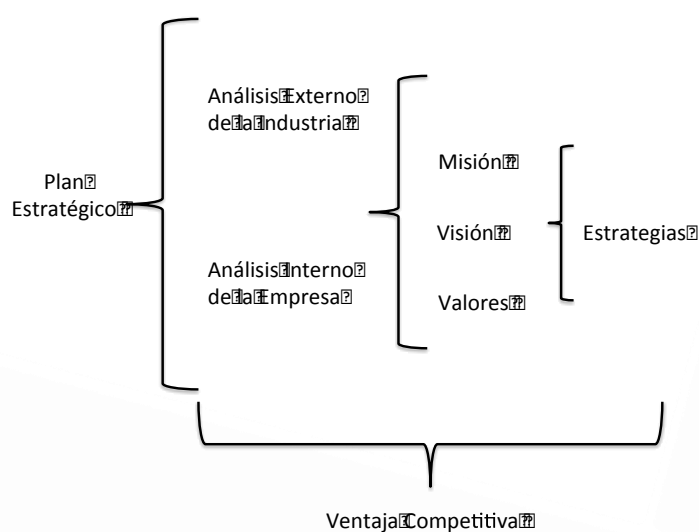 Análisis Externo
de la Industria
Misión
Plan
Estratégico
Visión
Estrategias
Análisis Interno
de la Empresa
Valores
Ventaja Competitiva